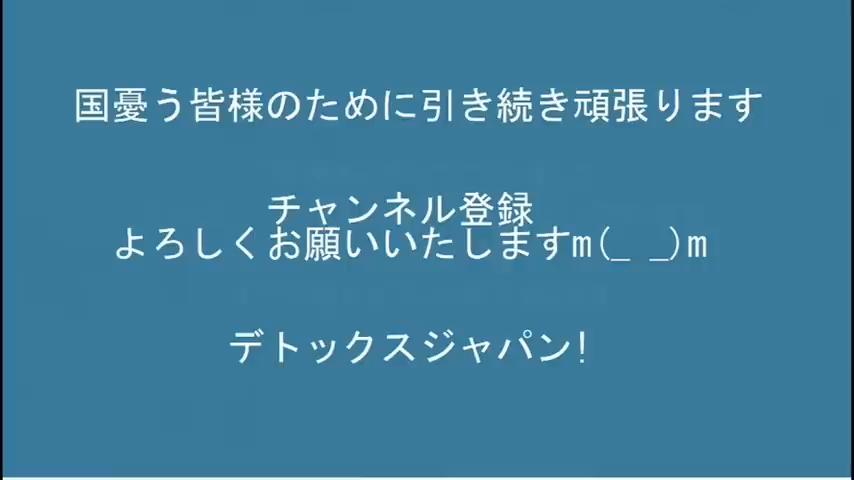 国憂う皆様のために引き続き頑張ります
チャンネル登録
よろしくお願いいたしますm(_ _)m
デトックスジャパン!